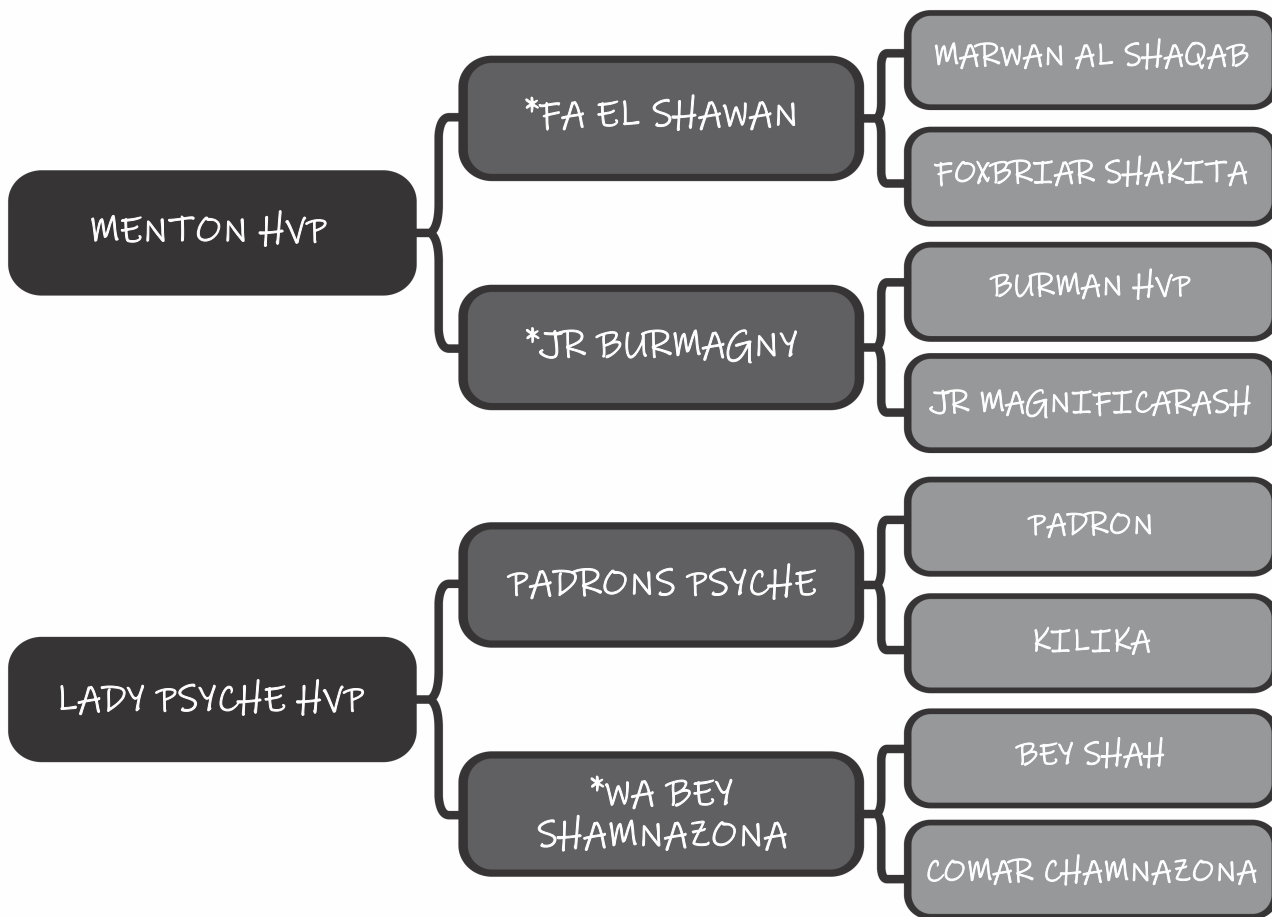 MARWAN AL SHAQAB
*FA EL SHAWAN
FOXBRIAR SHAKITA
MENTON HVP
BURMAN HVP
*JR BURMAGNY
JR MAGNIFICARASH
PADRON
PADRONS PSYCHE
KILIKA
LADY PSYCHE HVP
BEY SHAH
*WA BEY
SHAMNAZONA
COMAR CHAMNAZONA